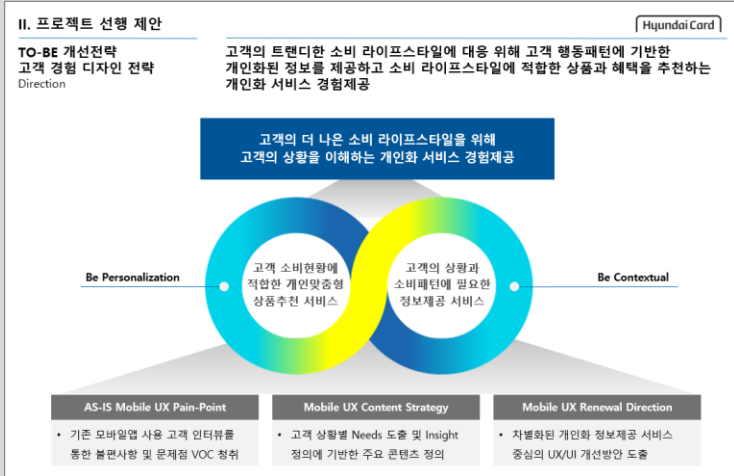 II. 프로젝트 선행 제안
Hyundai Card
TO-BE 개선전략
고객 경험 디자인 전략
Direction
고객의 트랜디한 소비 라이프스타일에 대응 위해 고객 행동패턴에 기반한
개인화된 정보를 제공하고 소비 라이프스타일에 적합한 상품과 혜택을 추천하는
개인화 서비스 경험제공
고객의 더 나은 소비 라이프스타일을 위해
고객의 상황을 이해하는 개인화 서비스 경험제공
Be Personalization
고객 소비현황에
적합한 개인맞춤형
상품추천 서비스
고객의 상황과
소비패턴에 필요한
정보제공 서비스
Be Contextual
AS-IS Mobile UX Pain-Point
• 기존 모바일앱 사용 고객 인터뷰를
통한 불편사항 및 문제점 VOC 청취
Mobile UX Content Strategy
• 고객 상황별 Needs 도출 및 Insight
정의에 기반한 주요 콘텐츠 정의
Mobile UX Renewal Direction
• 차별화된 개인화 정보제공 서비스
중심의 UX/UI 개선방안 도출